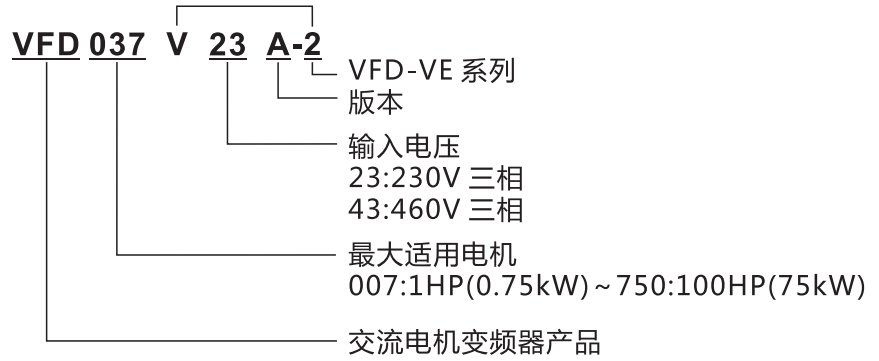 VFD 037 V 23 A-2
VFD-VE 系列
版本
输入电压
23:230V 三相
43:460V 三相
最大适用电机
007:1HP(0.75kW)~750:100HP(75kW)
交流电机变频器产品